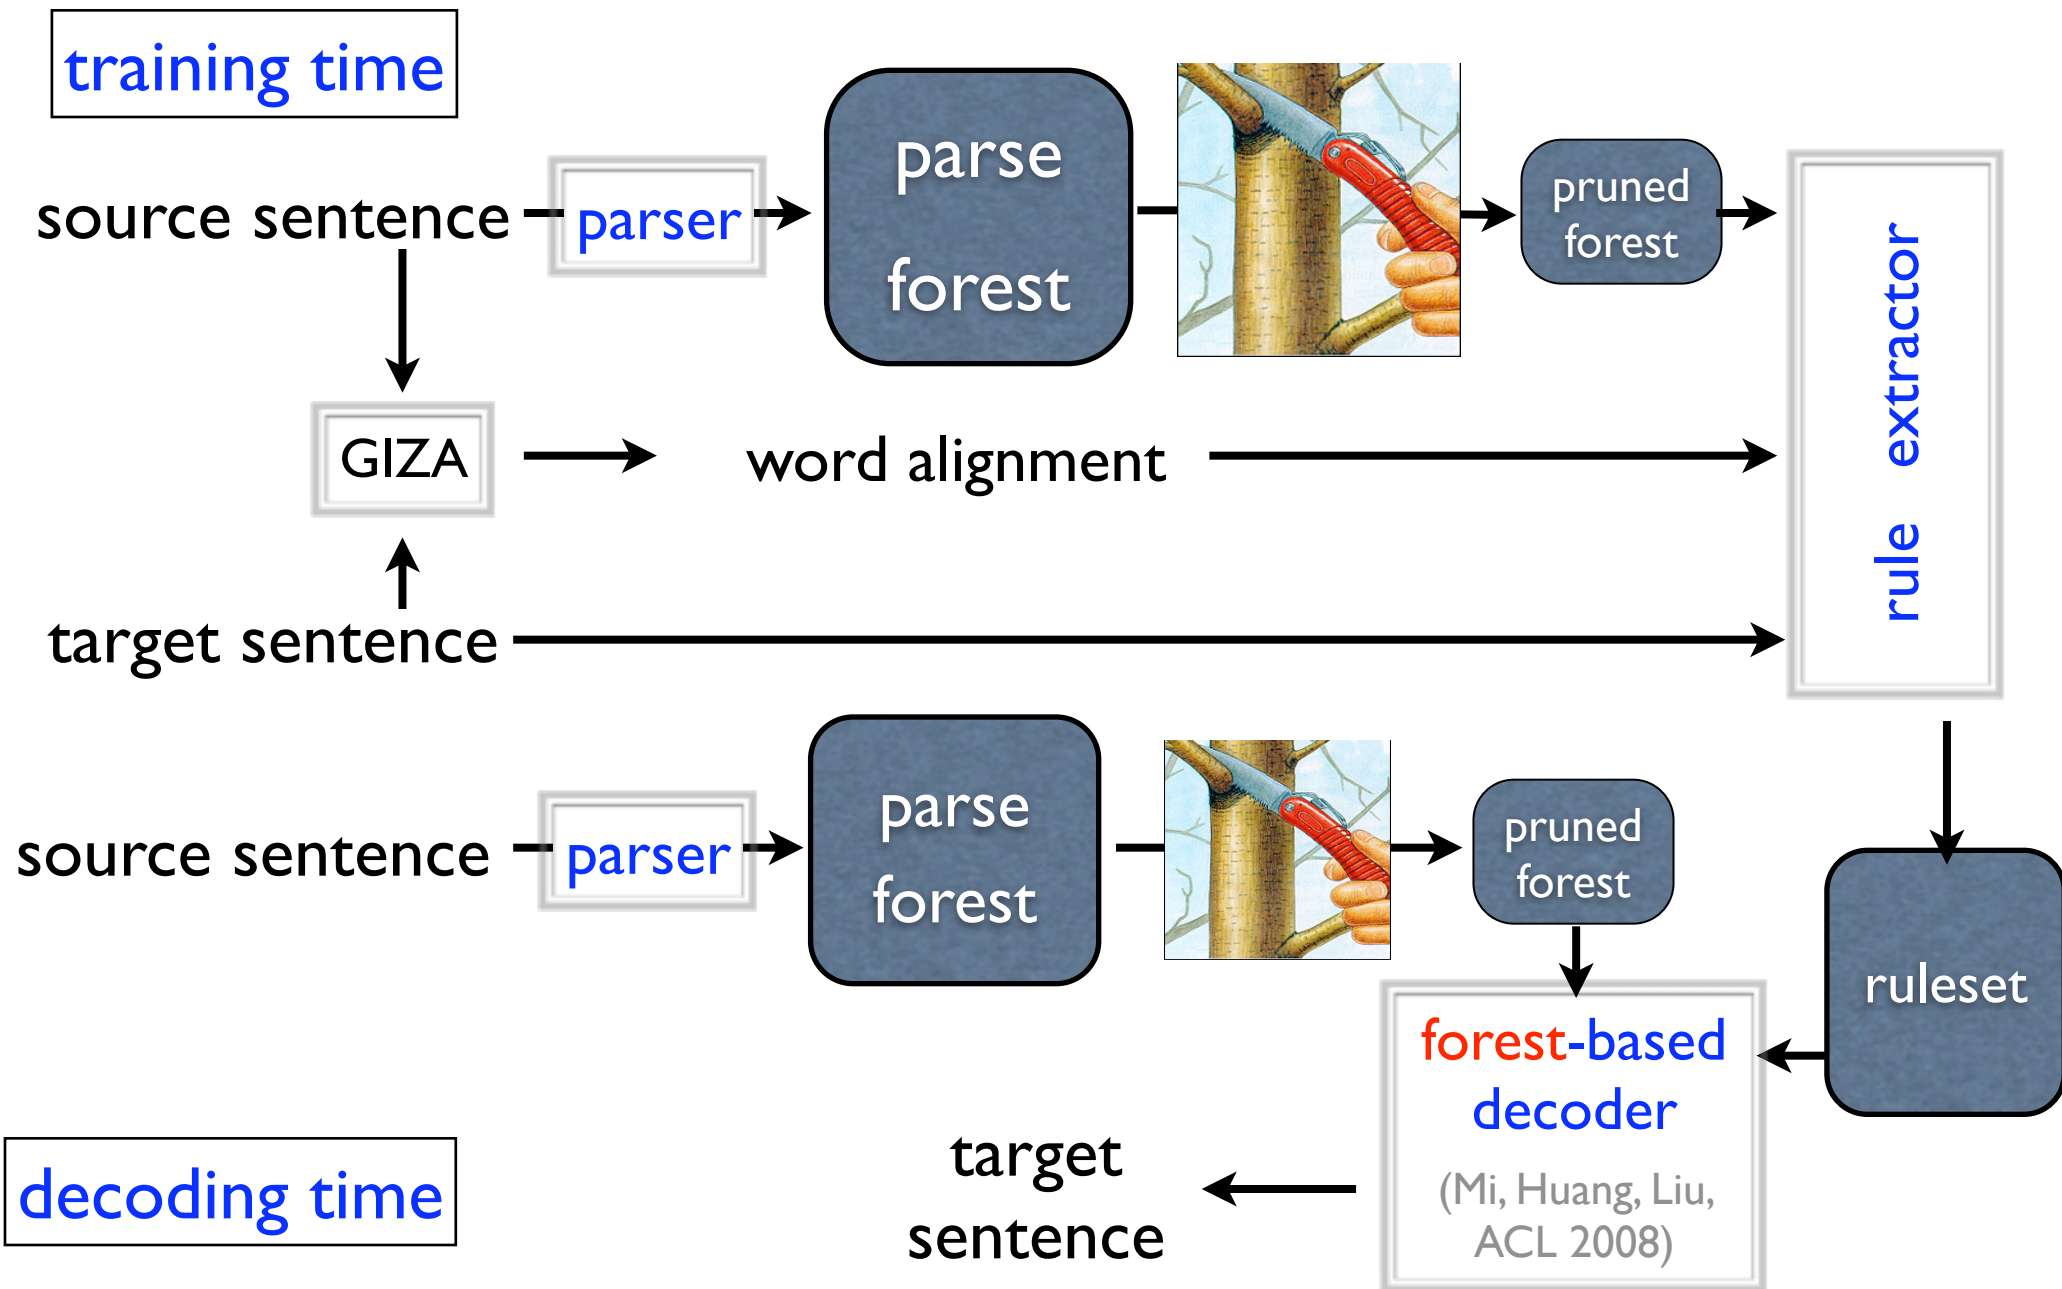 training time
source sentence
parser
parse
forest
pruned
forest
rule extractor
GIZA
word alignment
target sentence
source sentence
parser
parse
forest
pruned
forest
ruleset
forest-based
decoder
(Mi, Huang, Liu,
ACL 2008)
target
sentence
decoding time